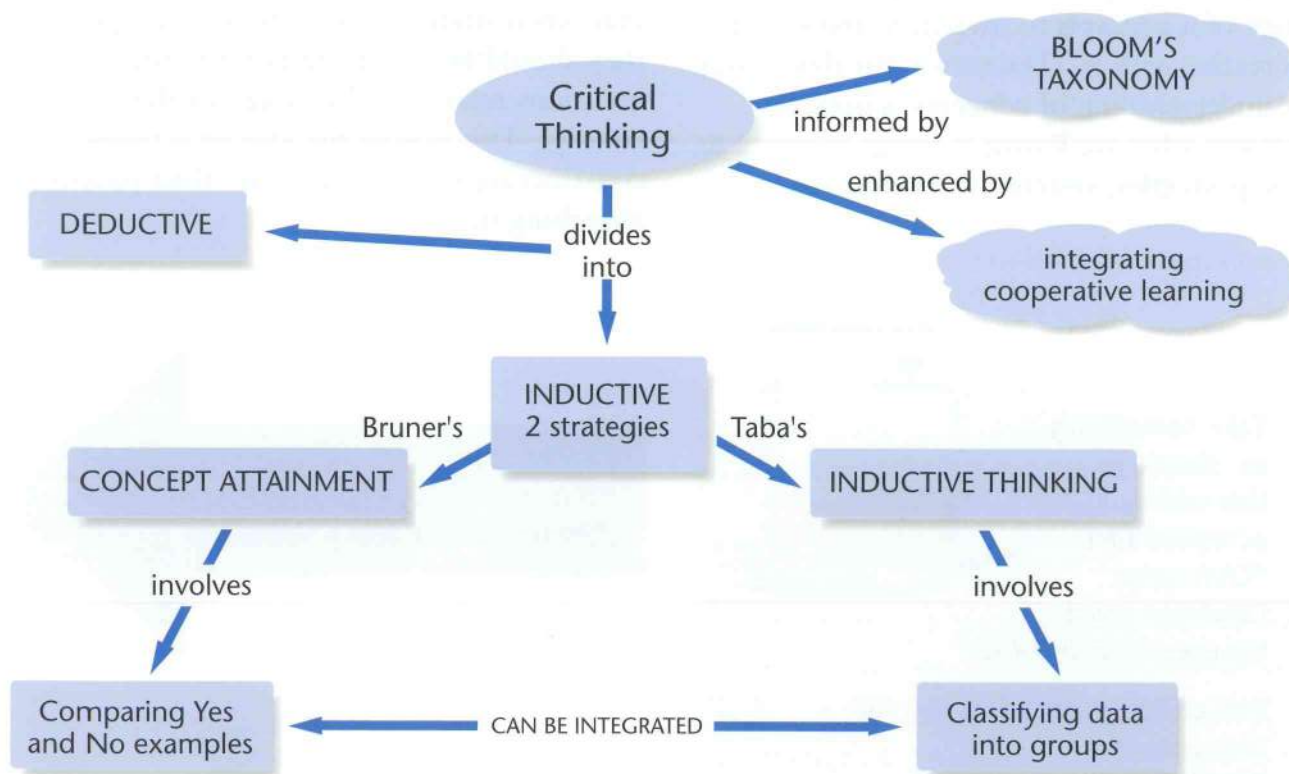 BLOOM'S
TAXONOMY
Critical
Thinking
informed by
enhanced by
DEDUCTIVE
divides
into
integrating
cooperative learning
INDUCTIVE
2 strategies
Bruner's
Taba's
CONCEPT ATTAINMENT
INDUCTIVE THINKING
involves
involves
Comparing Yes
and No examples
CAN BE INTEGRATED
Classifying data
into groups